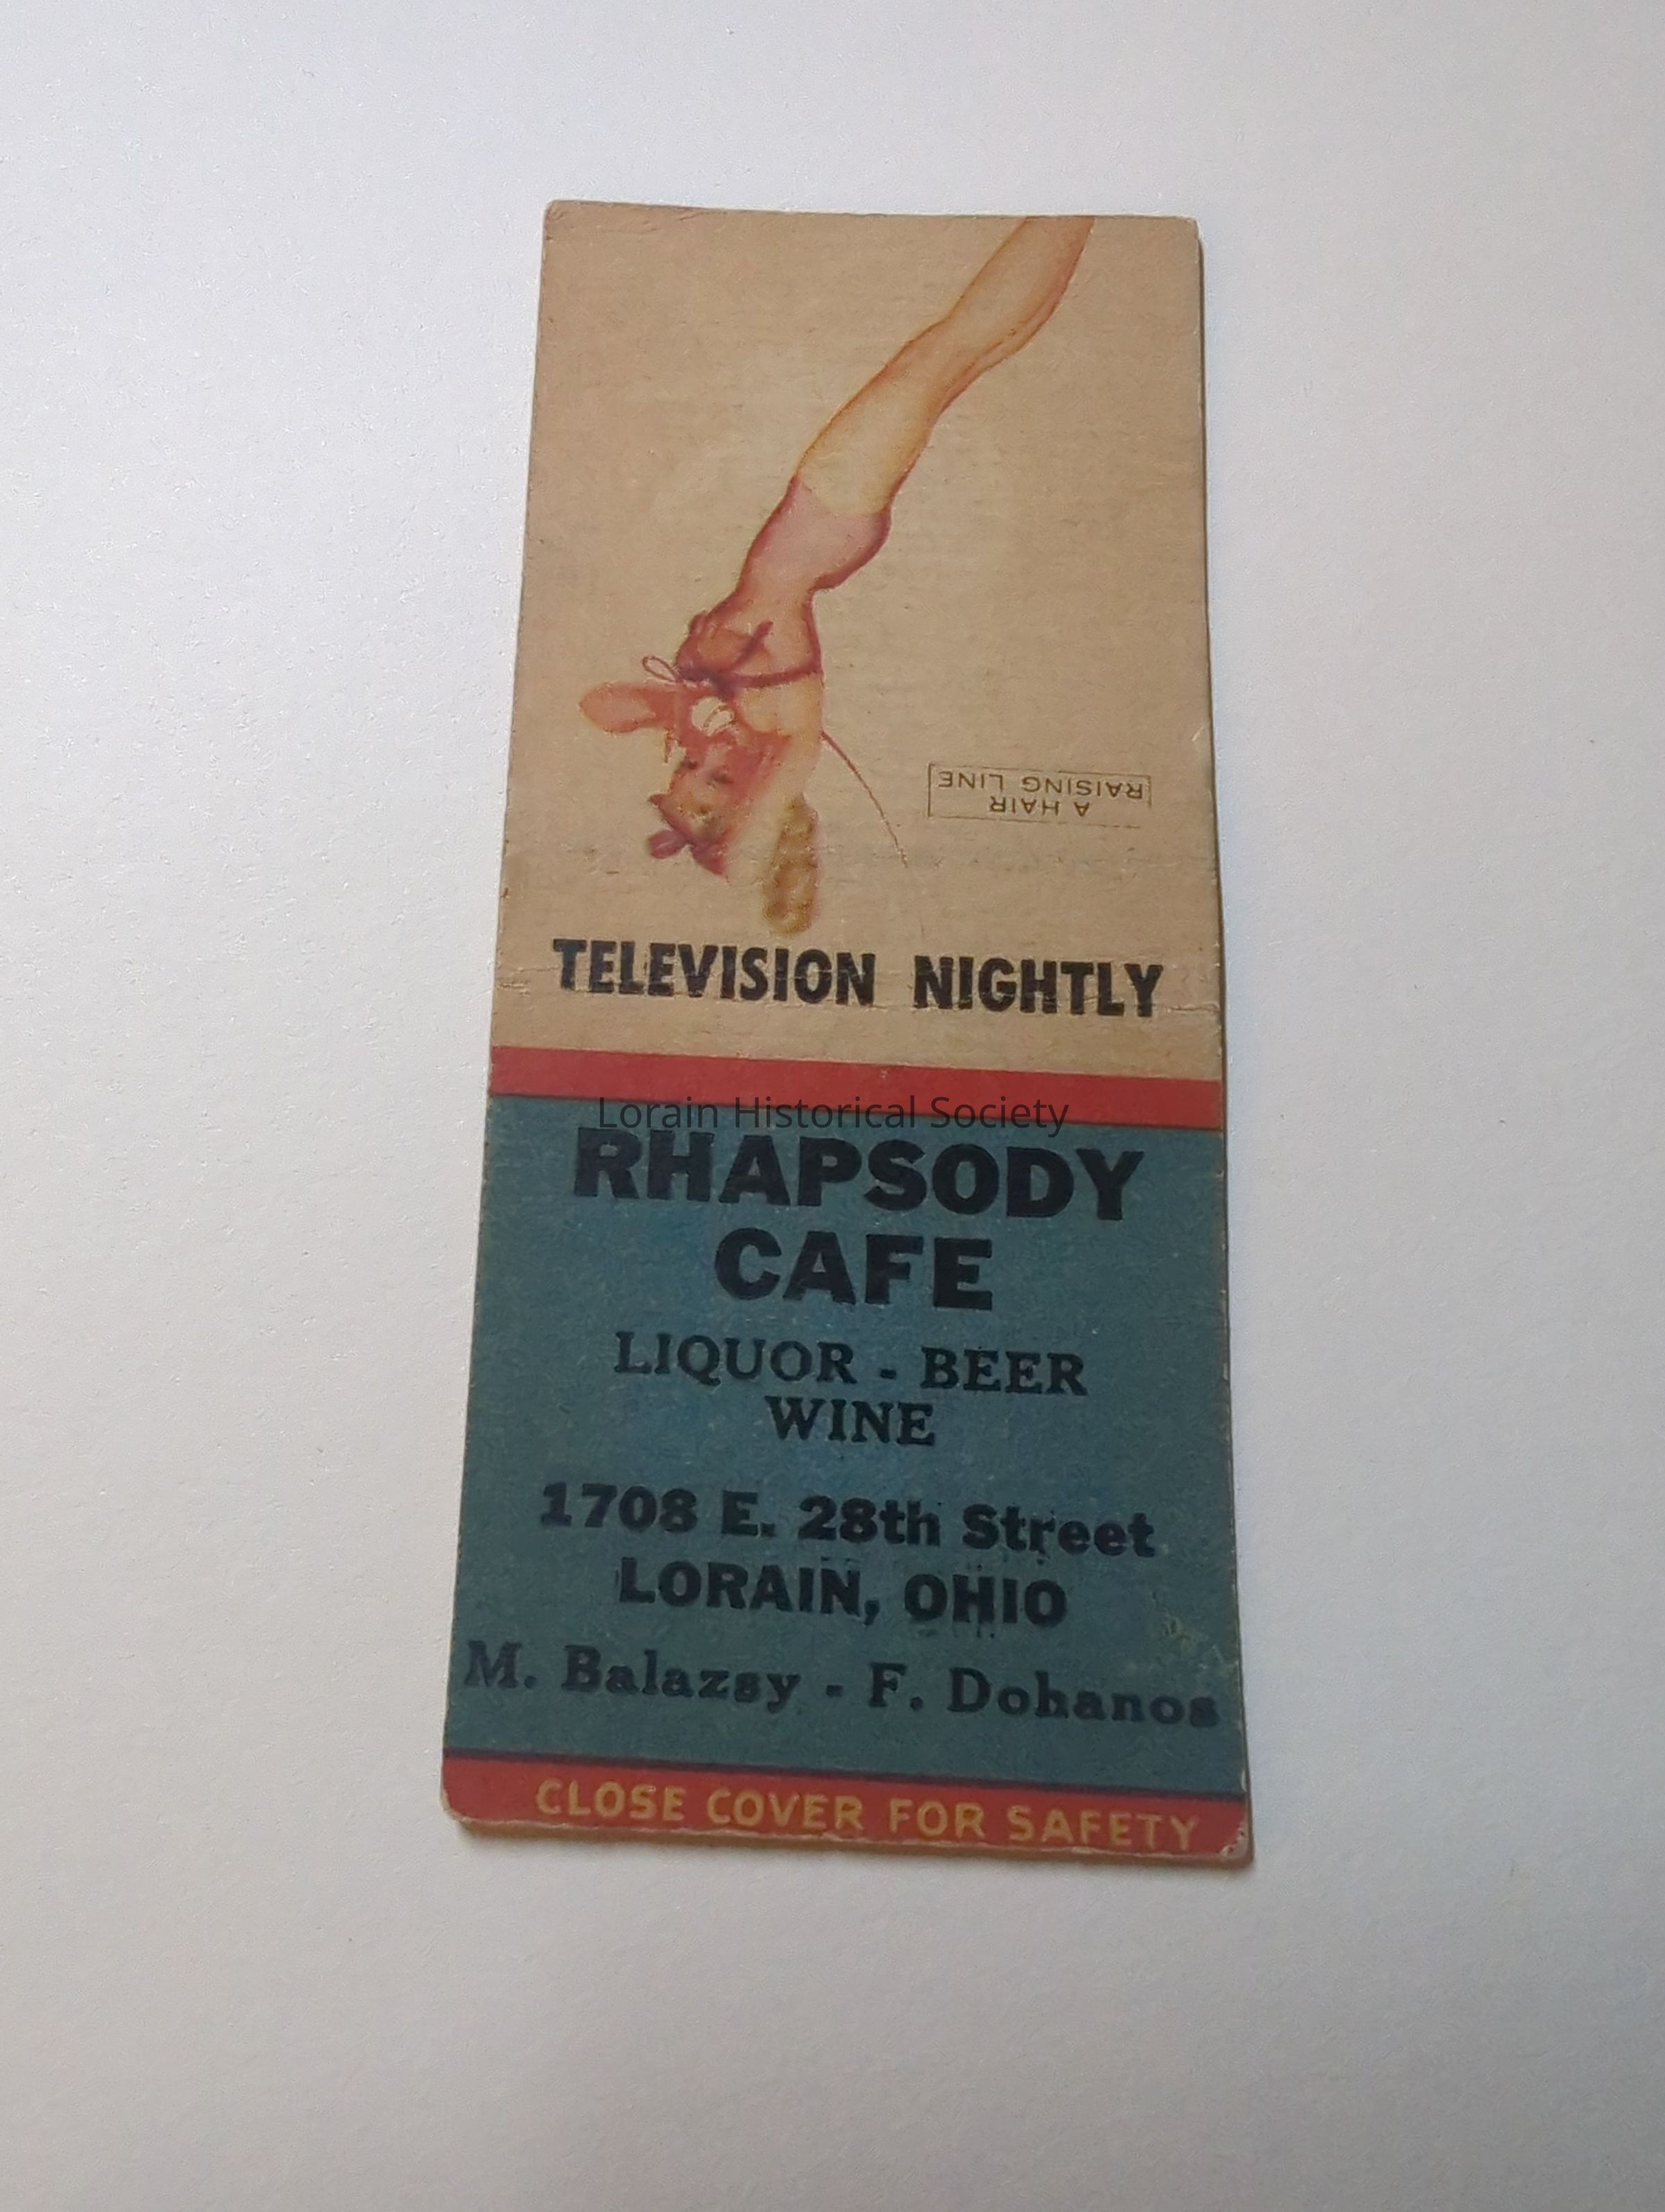 A HAIR
RAISING LINE
TELEVISION NIGHTLY
Lorain Historical Society
RHAPSODY
CAFE
LIQUOR - BEER
WINE
1708 E. 28th Street
LORAIN, OHIO
M. Balazsy - F. Dohanos
CLOSE COVER FOR SAFETY